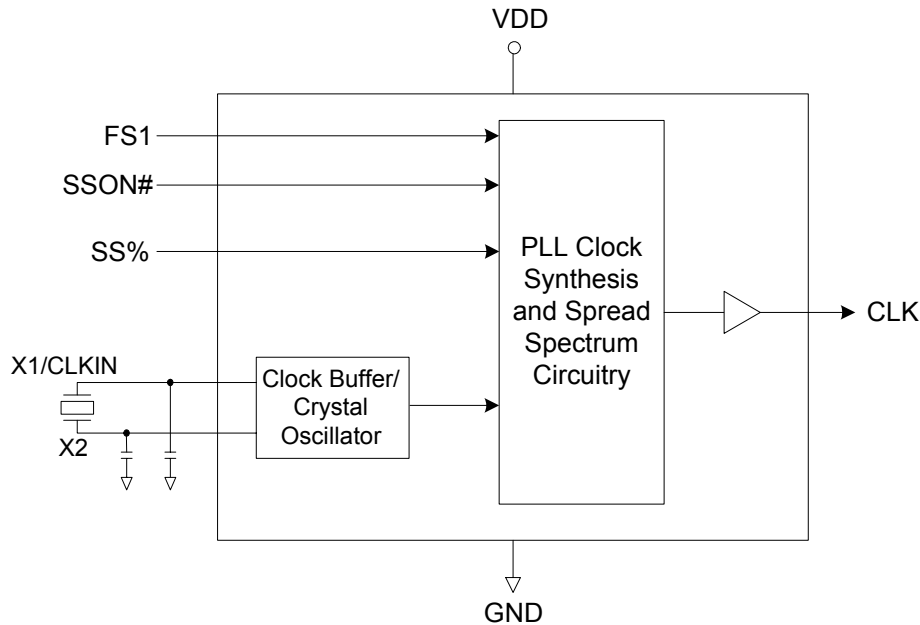 VDD
FS1
SSON#
SS%
PLL Clock
Synthesis
and Spread
Spectrum
Circuitry
CLK
X1/CLKIN
X2
Clock Buffer/
Crystal
Oscillator
GND